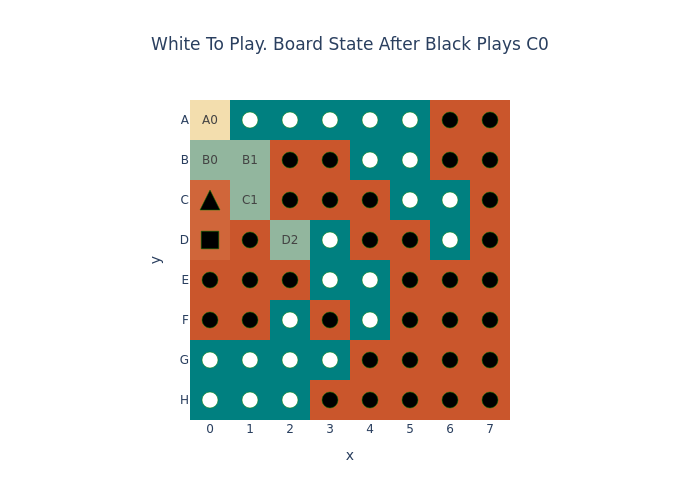 White To Play. Board State After Black Plays C0
A A0
B B0 B1
C C1
D D2
y
E
F
G
H
0 1 2 3 4 5 6 7
x